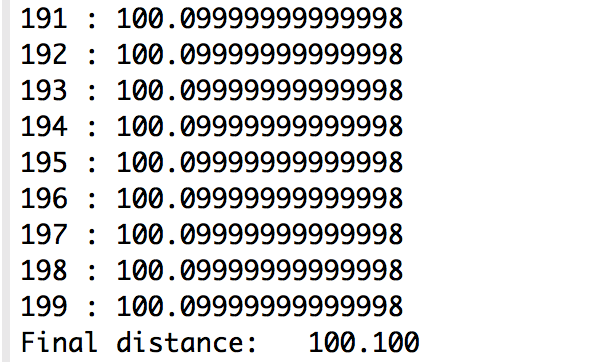 191 : 100.09999999999998
192 : 100.09999999999998
193 : 100.09999999999998
194 : 100.09999999999998
195 : 100.09999999999998
196 : 100.09999999999998
197 : 100.09999999999998
198 : 100.09999999999998
199 : 100.09999999999998
Final distance:   100.100